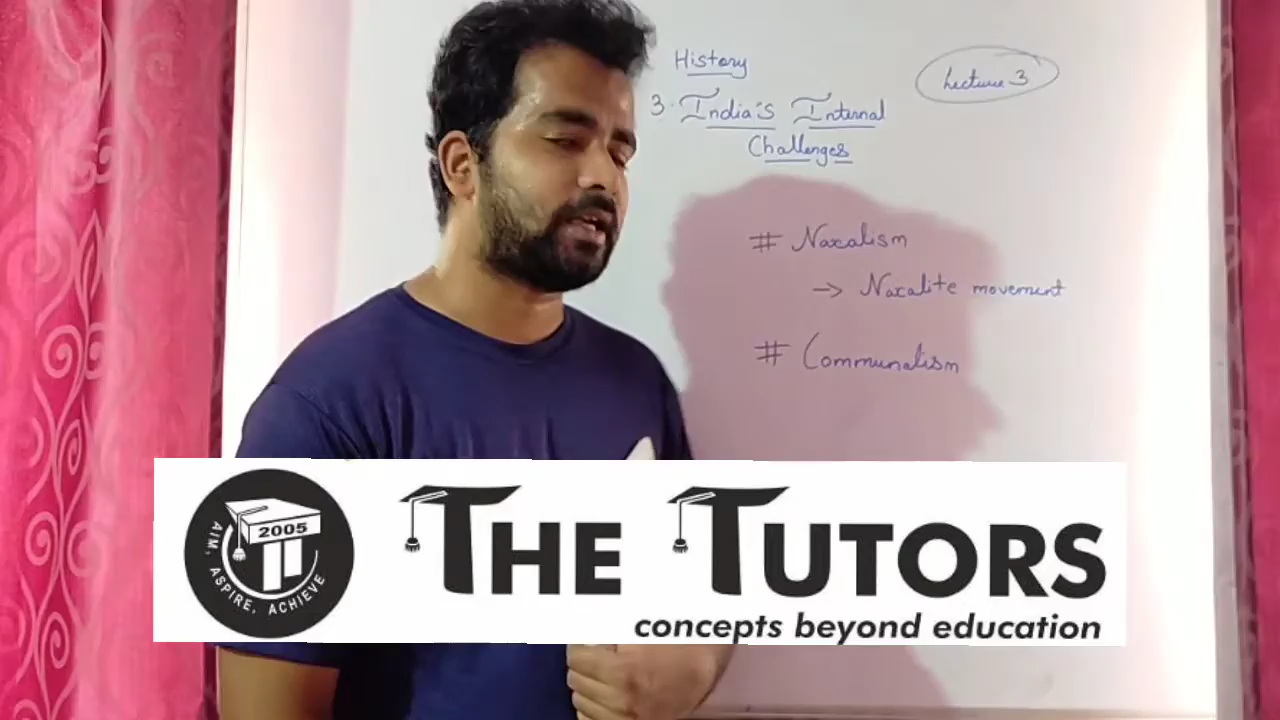 History
Lecture 3
3. India's Internal
Challenges
# Naxalism
→ Naxalite movement
# Communalism
2005
AIM, ASPIRE, ACHIEVE
THE TUTORS
concepts beyond education